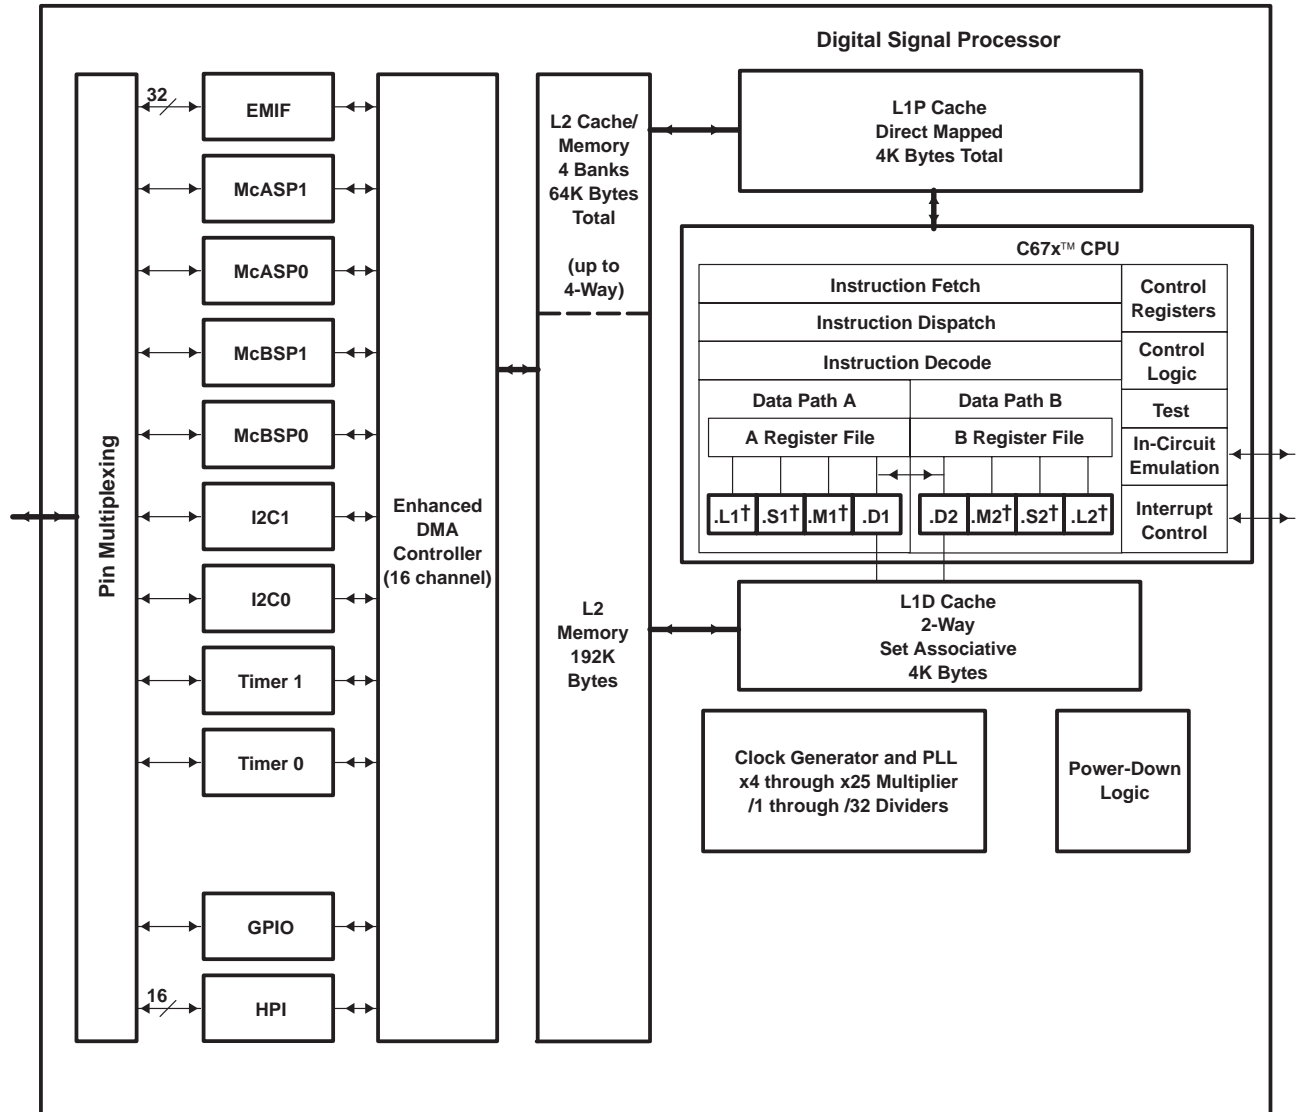 Digital Signal Processor
32
EMIF
McASP1
McASP0
McBSP1
McBSP0
I2C1
I2C0
Timer 1
Timer 0
GPIO
16
HPI
Pin Multiplexing
Enhanced
DMA
Controller
(16 channel)
L2 Cache/
Memory
4 Banks
64K Bytes
Total
(up to
4-Way)
L2
Memory
192K
Bytes
L1P Cache
Direct Mapped
4K Bytes Total
C67x™ CPU
Instruction Fetch
Instruction Dispatch
Instruction Decode
Data Path A
Data Path B
A Register File
B Register File
.L1† .S1† .M1† .D1
.D2 .M2† .S2† .L2†
Control
Registers
Control
Logic
Test
In-Circuit
Emulation
Interrupt
Control
L1D Cache
2-Way
Set Associative
4K Bytes
Clock Generator and PLL
x4 through x25 Multiplier
/1 through /32 Dividers
Power-Down
Logic